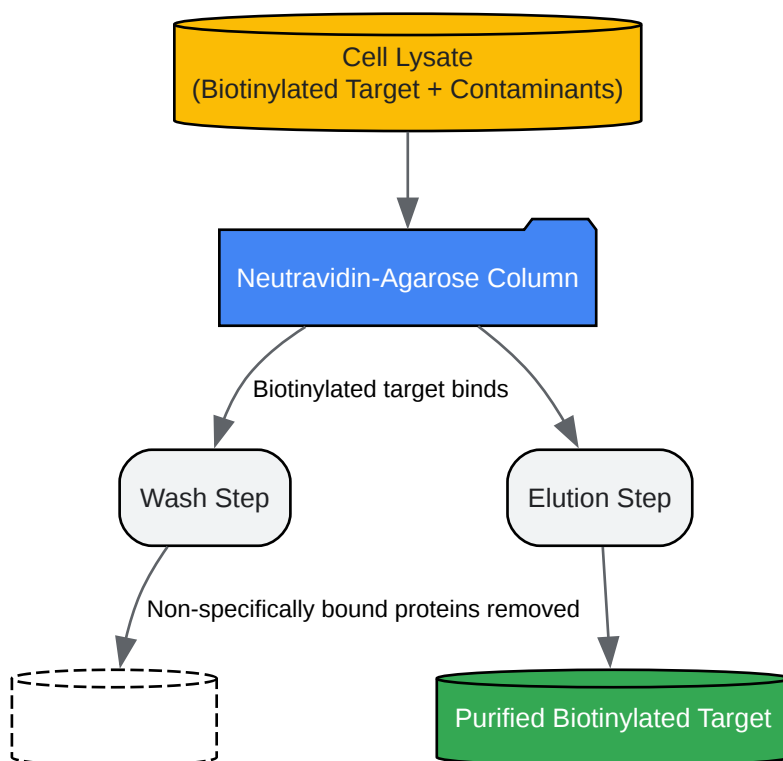 Cell Lysate
(Biotinylated Target + Contaminants)
Neutravidin-Agarose Column
Biotinylated target binds
Wash Step
Elution Step
Non-specifically bound proteins removed
Purified Biotinylated Target